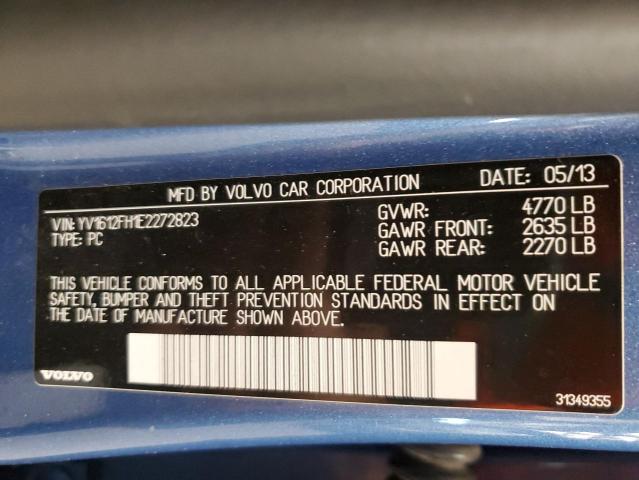 MFD BY VOLVO CAR CORPORATION DATE: 05/13
VIN: YV1612FH1E2272823
TYPE: PC
GVWR: 4770 LB
GAWR FRONT: 2635 LB
GAWR REAR: 2270 LB
THIS VEHICLE CONFORMS TO ALL APPLICABLE FEDERAL MOTOR VEHICLE
SAFETY, BUMPER AND THEFT PREVENTION STANDARDS IN EFFECT ON
THE DATE OF MANUFACTURE SHOWN ABOVE.
VOLVO
31349355